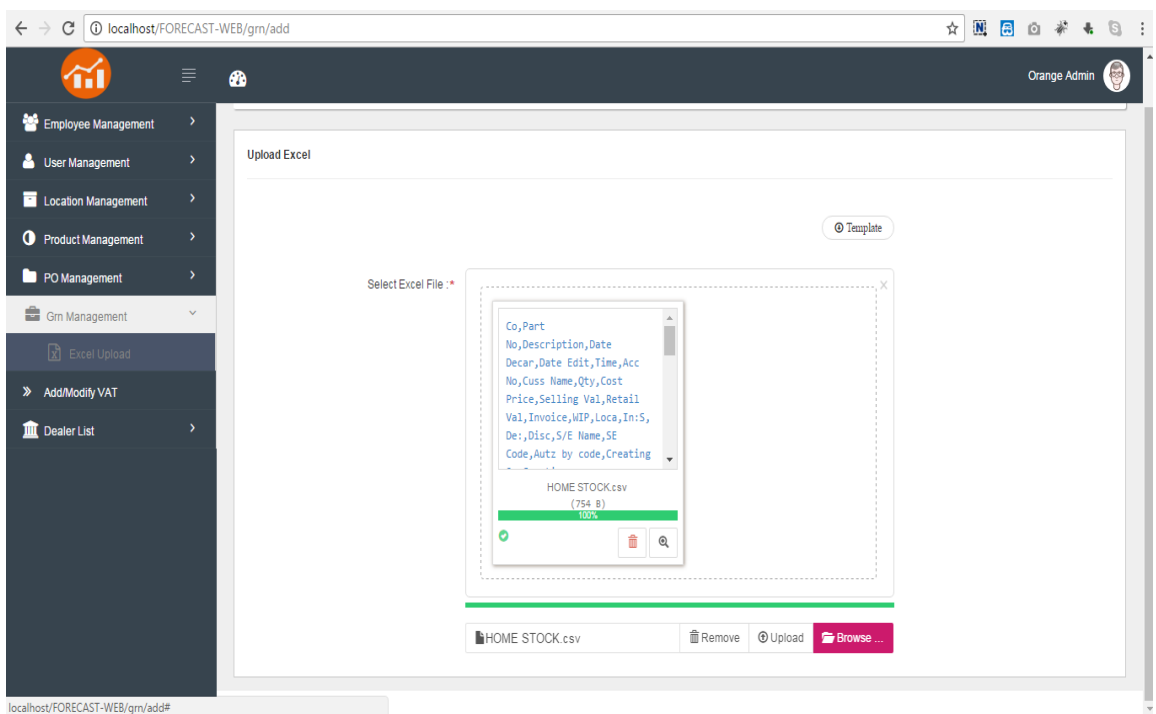 localhost/FORECAST-WEB/grn/add
Orange Admin
Employee Management
User Management
Location Management
Product Management
PO Management
Grn Management
Excel Upload
Add/Modify VAT
Dealer List
Upload Excel
Template
Select Excel File :*
X
Co,Part
No,Description,Date
Decar,Date Edit,Time,Acc
No,Cuss Name,Qty,Cost
Price,Selling Val,Retail
Val,Invoice,WIP,Loca,In:S,
De:,Disc,S/E Name,SE
Code,Autz by code,Creating
HOME STOCK.csv
(754 B)
100%
HOME STOCK.csv
Remove
Upload
Browse ...
localhost/FORECAST-WEB/grn/add#